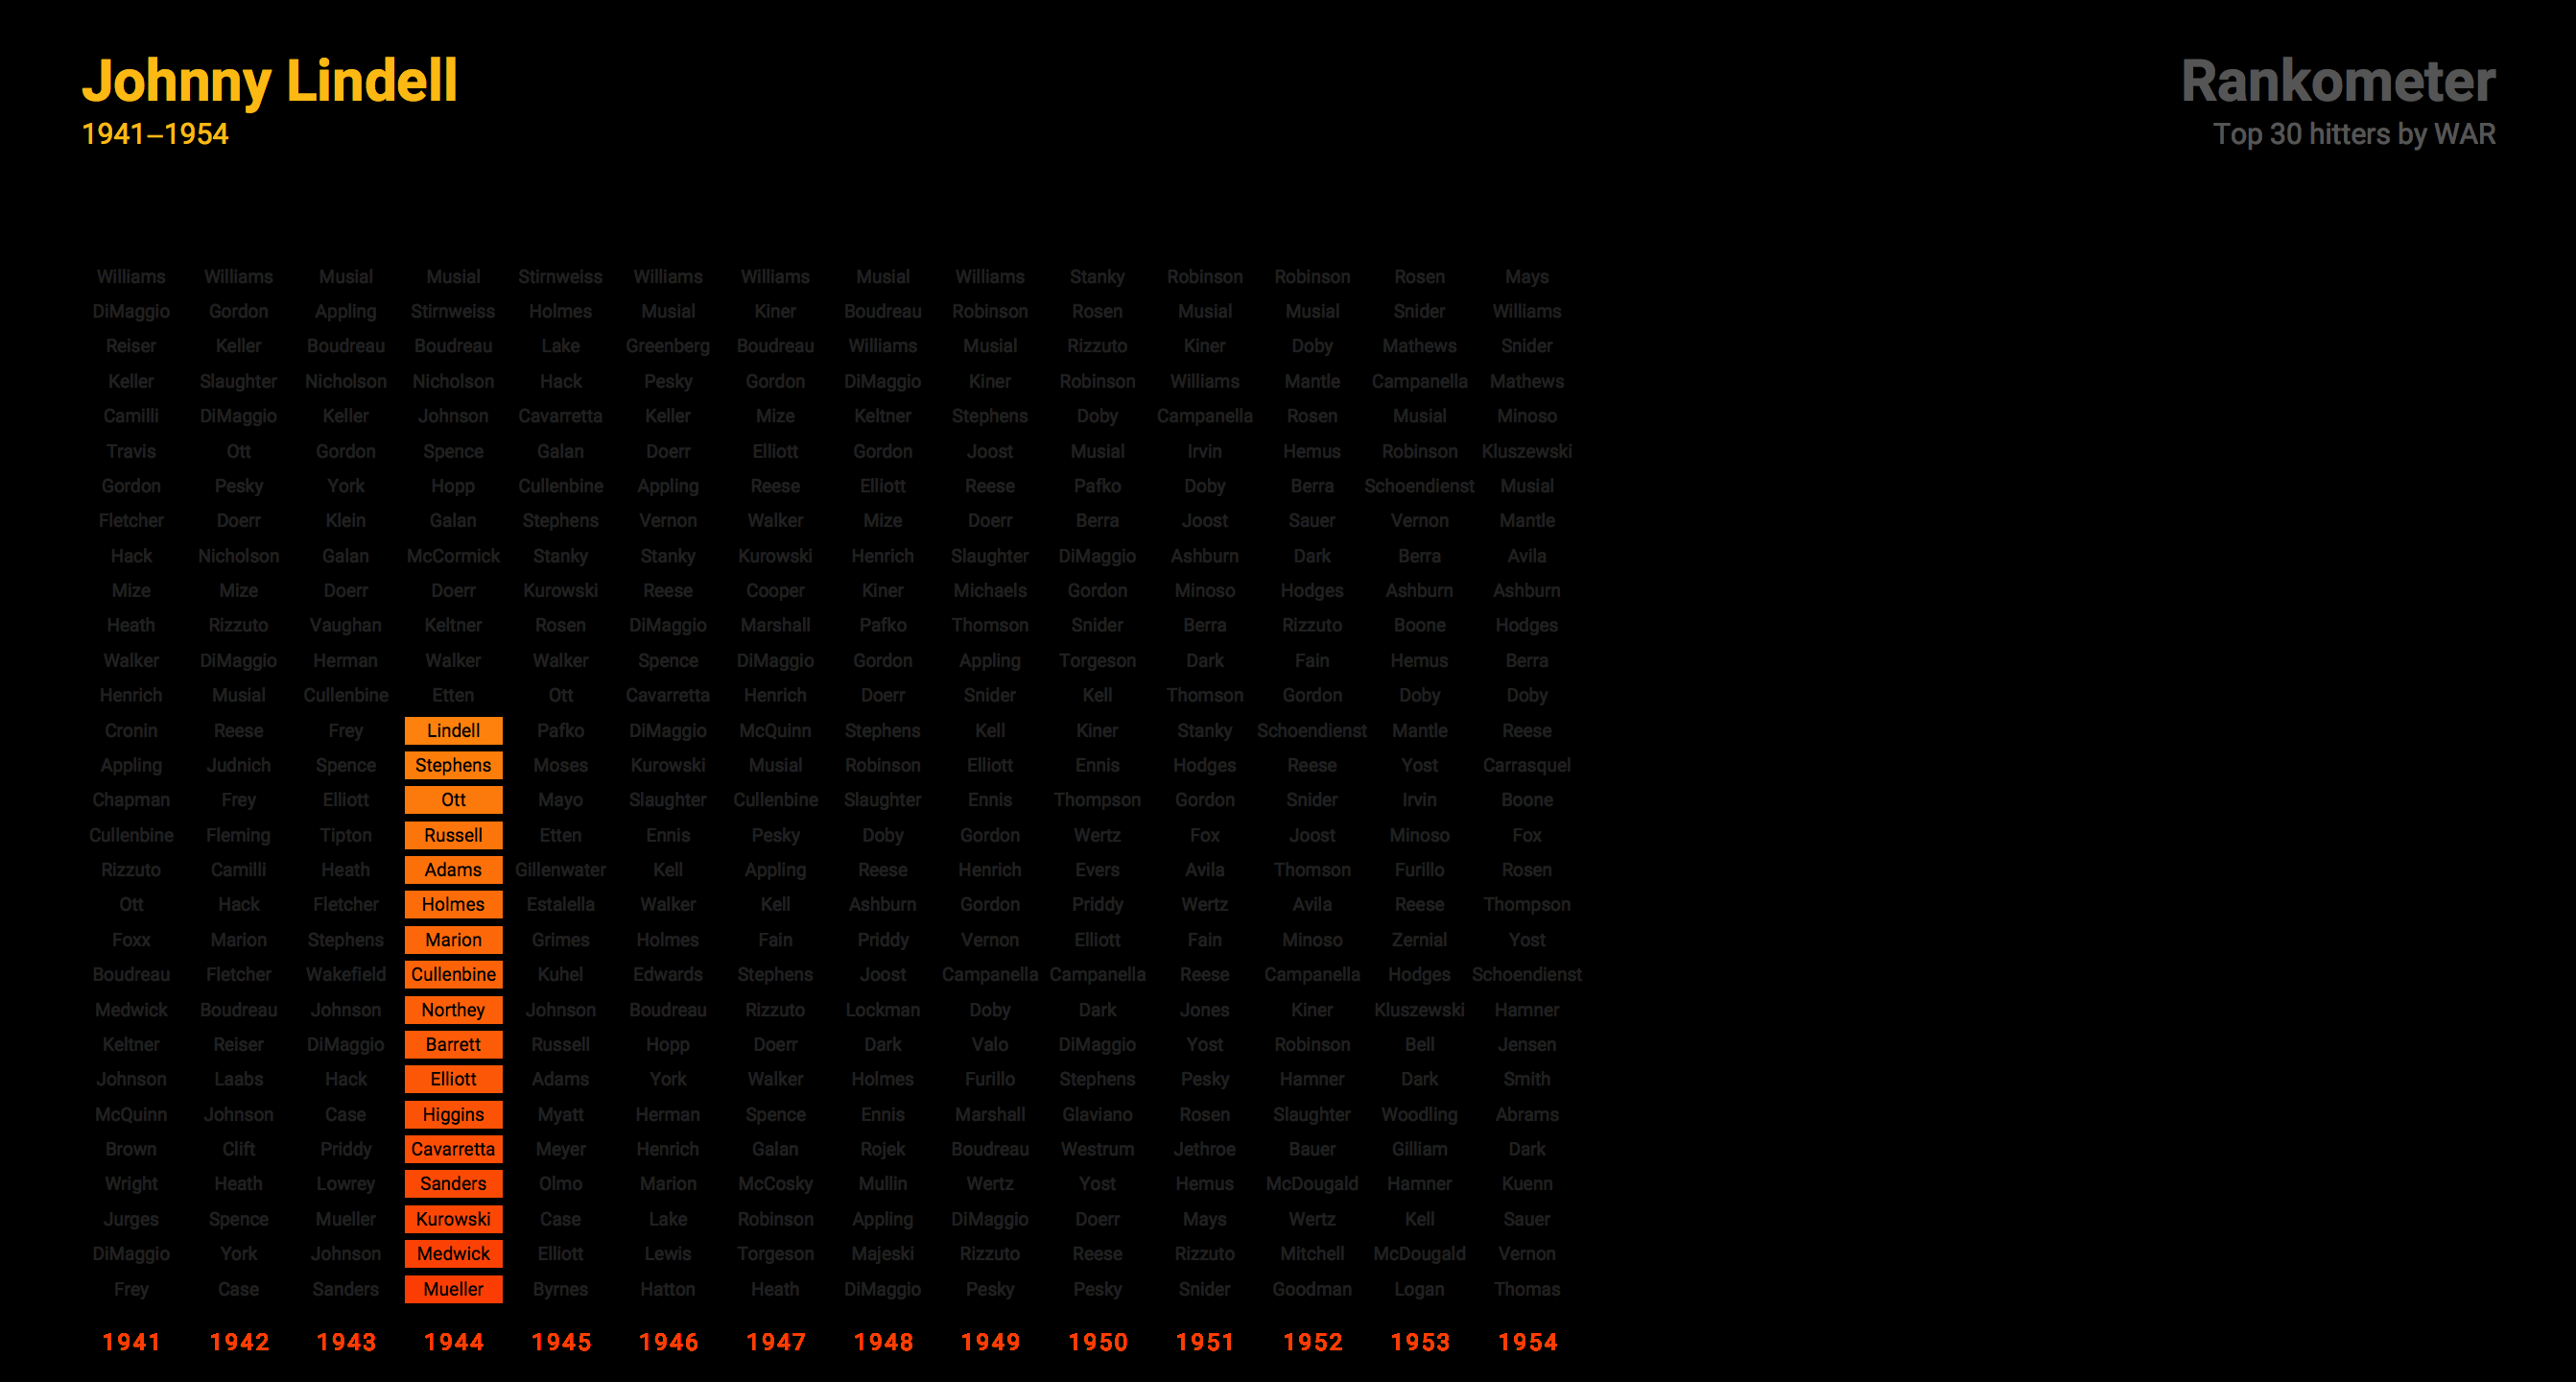 Johnny Lindell
1941–1954
Rankometer
Top 30 hitters by WAR
Williams Williams Musial Musial Stirnweiss Williams Williams Musial Williams Stanky Robinson Robinson Rosen Mays
DiMaggio Gordon Appling Stirnweiss Holmes Musial Kiner Boudreau Robinson Rosen Musial Musial Snider Williams
Reiser Keller Boudreau Boudreau Lake Greenberg Boudreau Williams Musial Rizzuto Kiner Doby Mathews Snider
Keller Slaughter Nicholson Nicholson Hack Pesky Gordon DiMaggio Kiner Robinson Williams Mantle Campanella Mathews
Camilli DiMaggio Keller Johnson Cavarretta Keller Mize Keltner Stephens Doby Campanella Rosen Musial Minoso
Travis Ott Gordon Spence Galan Doerr Elliott Gordon Joost Musial Irvin Hemus Robinson Kluszewski
Gordon Pesky York Hopp Cullenbine Appling Reese Elliott Reese Pafko Doby Berra Schoendienst Musial
Fletcher Doerr Klein Galan Stephens Vernon Walker Mize Doerr Berra Joost Sauer Vernon Mantle
Hack Nicholson Galan McCormick Stanky Stanky Kurowski Henrich Slaughter DiMaggio Ashburn Dark Berra Avila
Mize Mize Doerr Doerr Kurowski Reese Cooper Kiner Michaels Gordon Minoso Hodges Ashburn Ashburn
Heath Rizzuto Vaughan Keltner Rosen DiMaggio Marshall Pafko Thomson Snider Berra Rizzuto Boone Hodges
Walker DiMaggio Herman Walker Walker Spence DiMaggio Gordon Appling Torgeson Dark Fain Hemus Berra
Henrich Musial Cullenbine Etten Ott Cavarretta Henrich Doerr Snider Kell Thomson Gordon Doby Doby
Cronin Reese Frey Lindell Pafko DiMaggio McQuinn Stephens Kell Kiner Stanky Schoendienst Mantle Reese
Appling Judnich Spence Stephens Moses Kurowski Musial Robinson Elliott Ennis Hodges Reese Yost Carrasquel
Chapman Frey Elliott Ott Mayo Slaughter Cullenbine Slaughter Ennis Thompson Gordon Snider Irvin Boone
Cullenbine Fleming Tipton Russell Etten Ennis Pesky Doby Gordon Wertz Fox Joost Minoso Fox
Rizzuto Camilli Heath Adams Gillenwater Kell Appling Reese Henrich Evers Avila Thomson Furillo Rosen
Ott Hack Fletcher Holmes Estalella Walker Kell Ashburn Gordon Priddy Wertz Avila Reese Thompson
Foxx Marion Stephens Marion Grimes Holmes Fain Priddy Vernon Elliott Fain Minoso Zernial Yost
Boudreau Fletcher Wakefield Cullenbine Kuhel Edwards Stephens Joost Campanella Campanella Reese Campanella Hodges Schoendienst
Medwick Boudreau Johnson Northey Johnson Boudreau Rizzuto Lockman Doby Dark Jones Kiner Kluszewski Hamner
Keltner Reiser DiMaggio Barrett Russell Hopp Doerr Dark Valo DiMaggio Yost Robinson Bell Jensen
Johnson Laabs Hack Elliott Adams York Walker Holmes Furillo Stephens Pesky Hamner Dark Smith
McQuinn Johnson Case Higgins Myatt Herman Spence Ennis Marshall Glaviano Rosen Slaughter Woodling Abrams
Brown Clift Priddy Cavarretta Meyer Henrich Galan Rojek Boudreau Westrum Jethroe Bauer Gilliam Dark
Wright Heath Lowrey Sanders Olmo Marion McCosky Mullin Wertz Yost Hemus McDougald Hamner Kuenn
Jurges Spence Mueller Kurowski Case Lake Robinson Appling DiMaggio Doerr Mays Wertz Kell Sauer
DiMaggio York Johnson Medwick Elliott Lewis Torgeson Majeski Rizzuto Reese Rizzuto Mitchell McDougald Vernon
Frey Case Sanders Mueller Byrnes Hatton Heath DiMaggio Pesky Pesky Snider Goodman Logan Thomas
1941 1942 1943 1944 1945 1946 1947 1948 1949 1950 1951 1952 1953 1954